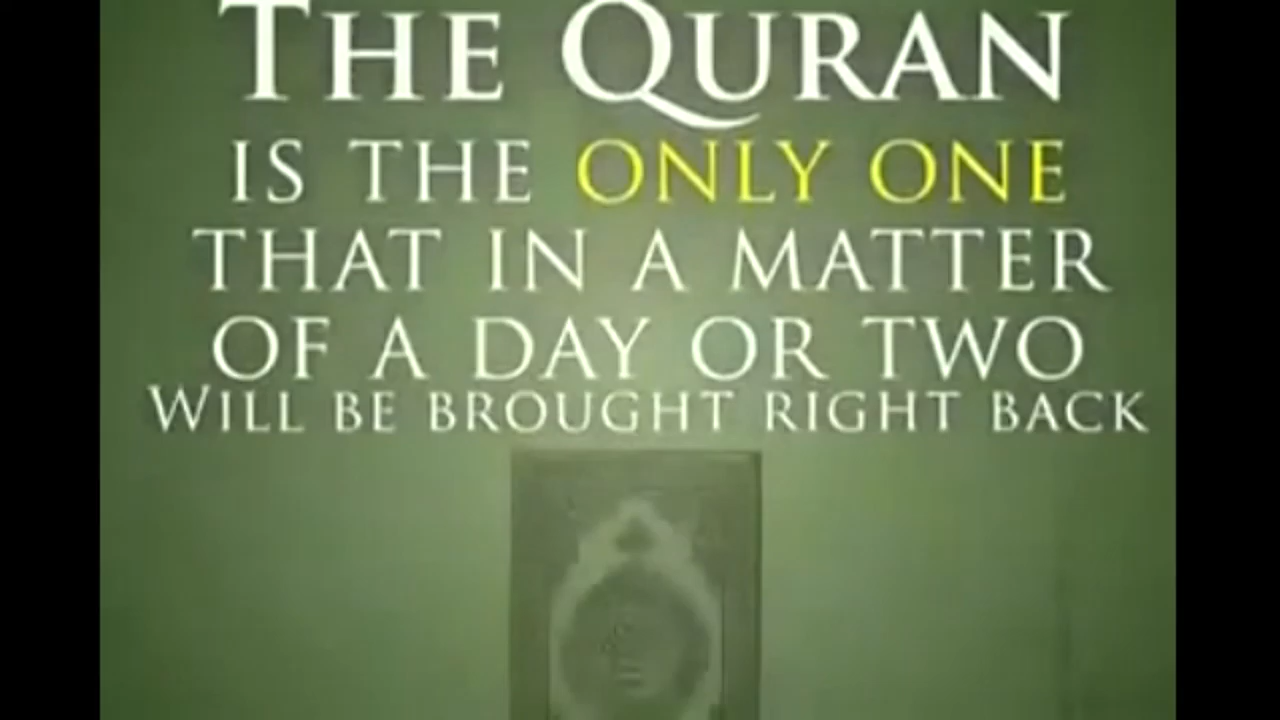 THE QURAN
IS THE ONLY ONE
THAT IN A MATTER
OF A DAY OR TWO
WILL BE BROUGHT RIGHT BACK